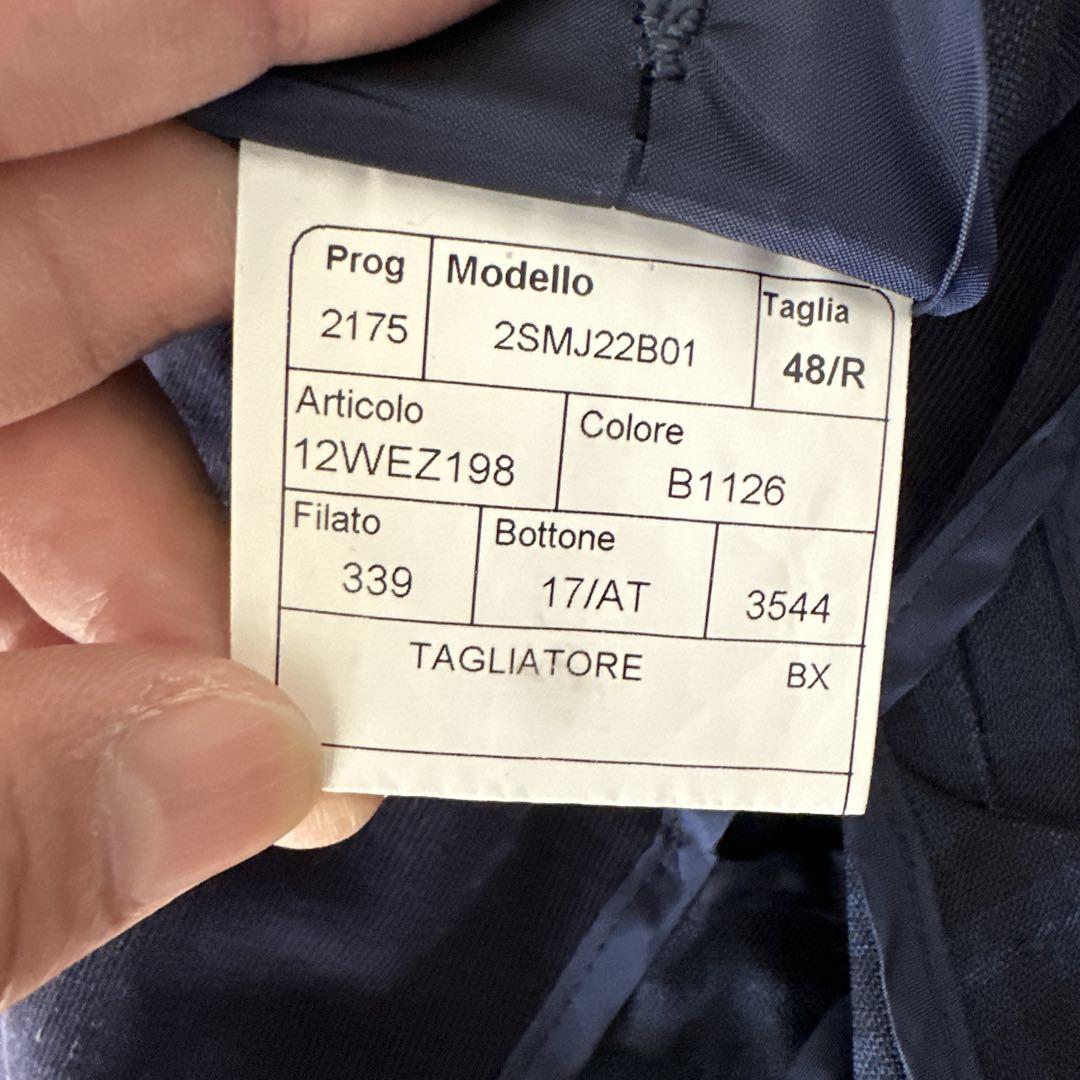 Prog Modello Taglia
2175 2SMJ22B01 48/R
Articolo Colore
12WEZ198 B1126
Filato Bottone
339 17/AT 3544
TAGLIATORE BX